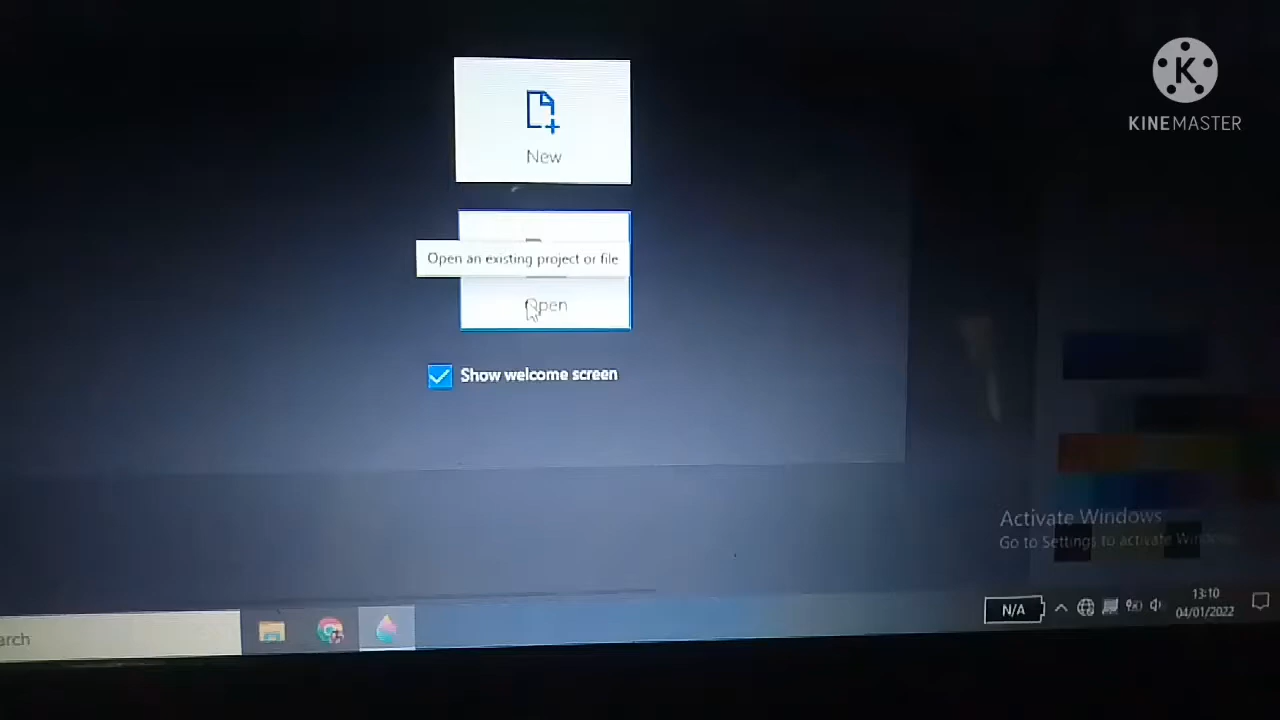 K
KINEMASTER
New
Open an existing project or file
Open
Show welcome screen
Activate Windows
Go to Settings to activate Windows.
N/A
13:10
04/01/2022
arch